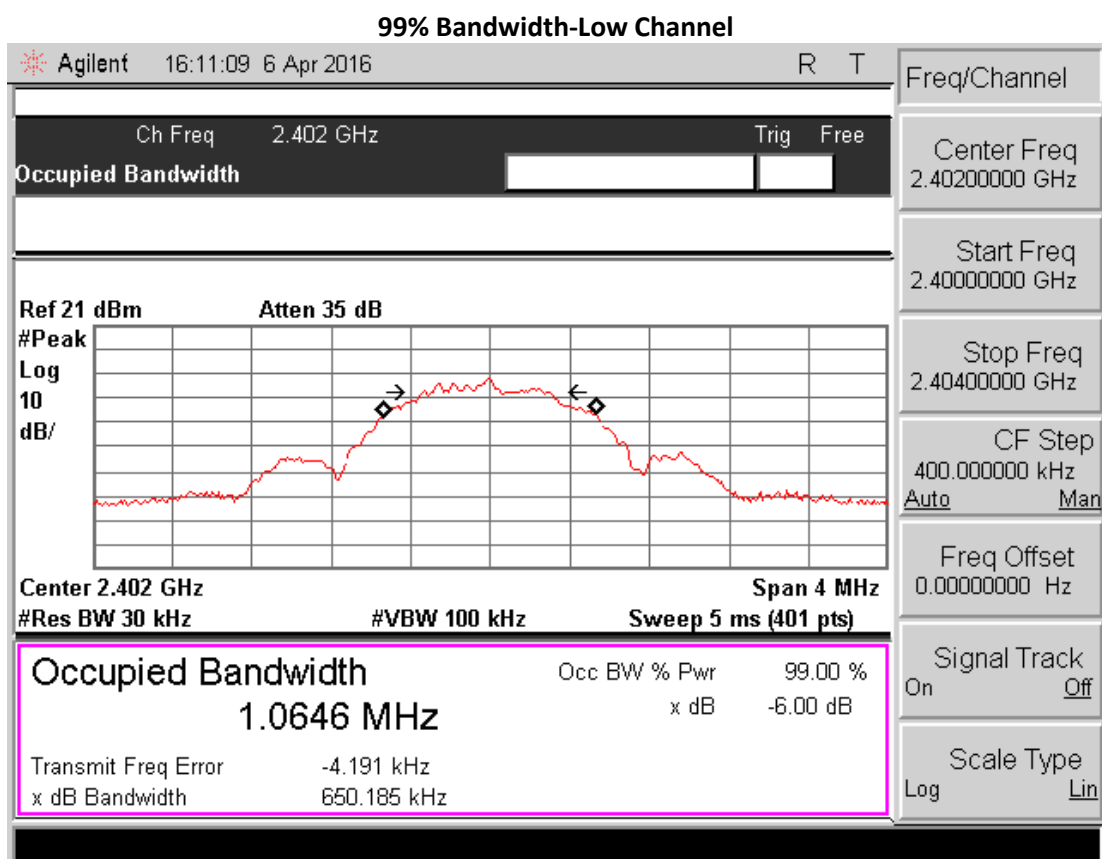 99% Bandwidth-Low Channel
Agilent 16:11:09 6 Apr 2016 R T
Freq/Channel
Ch Freq 2.402 GHz Trig Free
Occupied Bandwidth
Center Freq
2.40200000 GHz
Start Freq
2.40000000 GHz
Stop Freq
2.40400000 GHz
CF Step
400.000000 kHz
Auto Man
Freq Offset
0.00000000 Hz
Signal Track
On Off
Scale Type
Log Lin
Ref 21 dBm Atten 35 dB
#Peak
Log
10
dB/
Center 2.402 GHz Span 4 MHz
#Res BW 30 kHz #VBW 100 kHz Sweep 5 ms (401 pts)
Occupied Bandwidth Occ BW % Pwr 99.00 %
1.0646 MHz x dB -6.00 dB
Transmit Freq Error -4.191 kHz
x dB Bandwidth 650.185 kHz